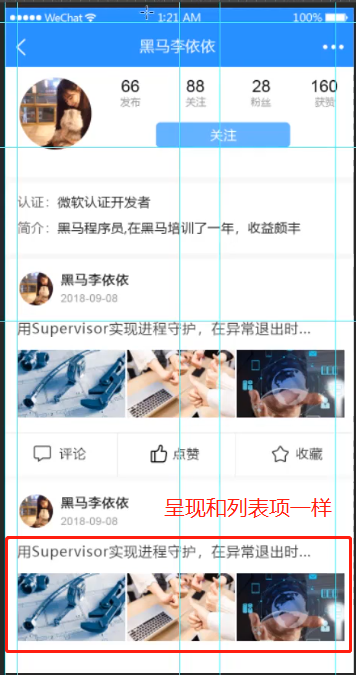 WeChat 1:21 AM 100%
黑马李依依
66 88 28 160
发布 关注 粉丝 获赞
关注
认证：微软认证开发者
简介：黑马程序员,在黑马培训了一年，收益颇丰
黑马李依依
2018-09-08
用Supervisor实现进程守护，在异常退出时...
评论 点赞 收藏
黑马李依依
2018-09-08
呈现和列表项一样
用Supervisor实现进程守护，在异常退出时...